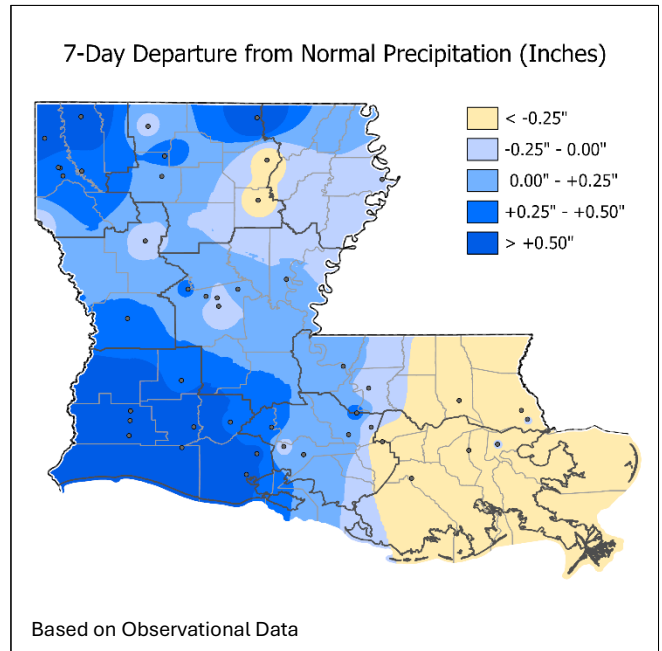 7-Day Departure from Normal Precipitation (Inches)
< -0.25"
-0.25" - 0.00"
0.00" - +0.25"
+0.25" - +0.50"
> +0.50"
Based on Observational Data